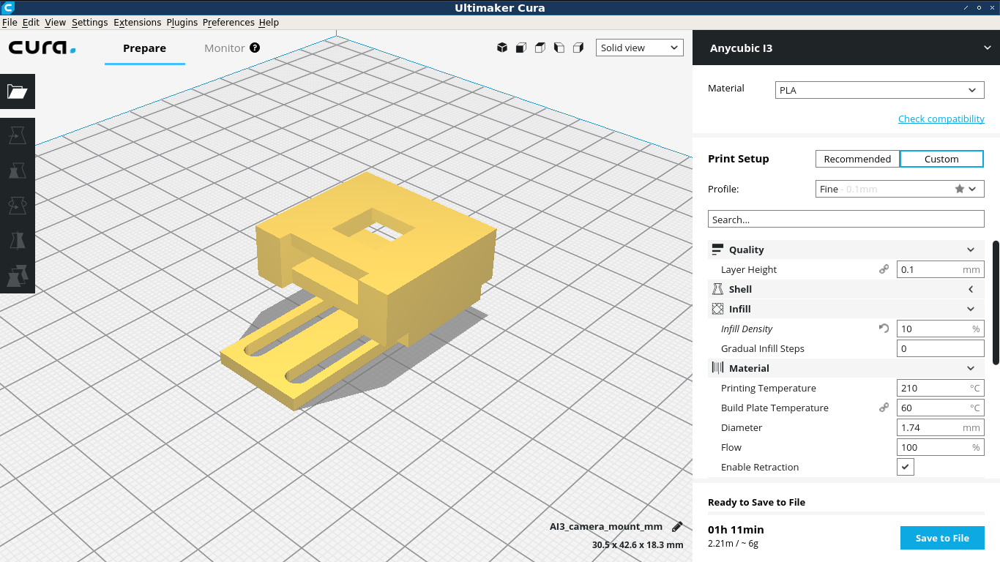 Ultimaker Cura
File Edit View Settings Extensions Plugins Preferences Help
cura.
Prepare
Monitor
?
Solid view
Anycubic I3
Material
PLA
Check compatibility
Print Setup
Recommended
Custom
Profile:
Fine - 0.1mm
Search...
Quality
Layer Height 0.1 mm
Shell
Infill
Infill Density 10 %
Gradual Infill Steps 0
Material
Printing Temperature 210 °C
Build Plate Temperature 60 °C
Diameter 1.74 mm
Flow 100 %
Enable Retraction
AI3_camera_mount_mm
30.5 x 42.6 x 18.3 mm
Ready to Save to File
01h 11min
2.21m / ~ 6g
Save to File